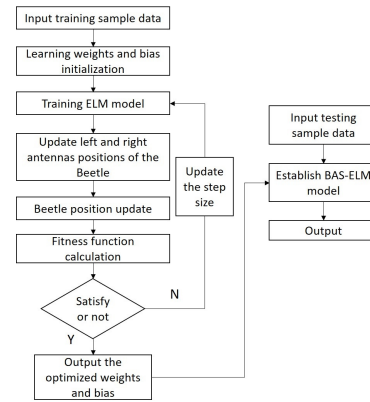 Input training sample data
Learning weights and bias
initialization
Training ELM model
Update left and right
antennas positions of the
Beetle
Beetle position update
Fitness function
calculation
Satisfy
or not
N
Y
Output the
optimized weights
and bias
Update
the step
size
Input testing
sample data
Establish BAS-ELM
model
Output